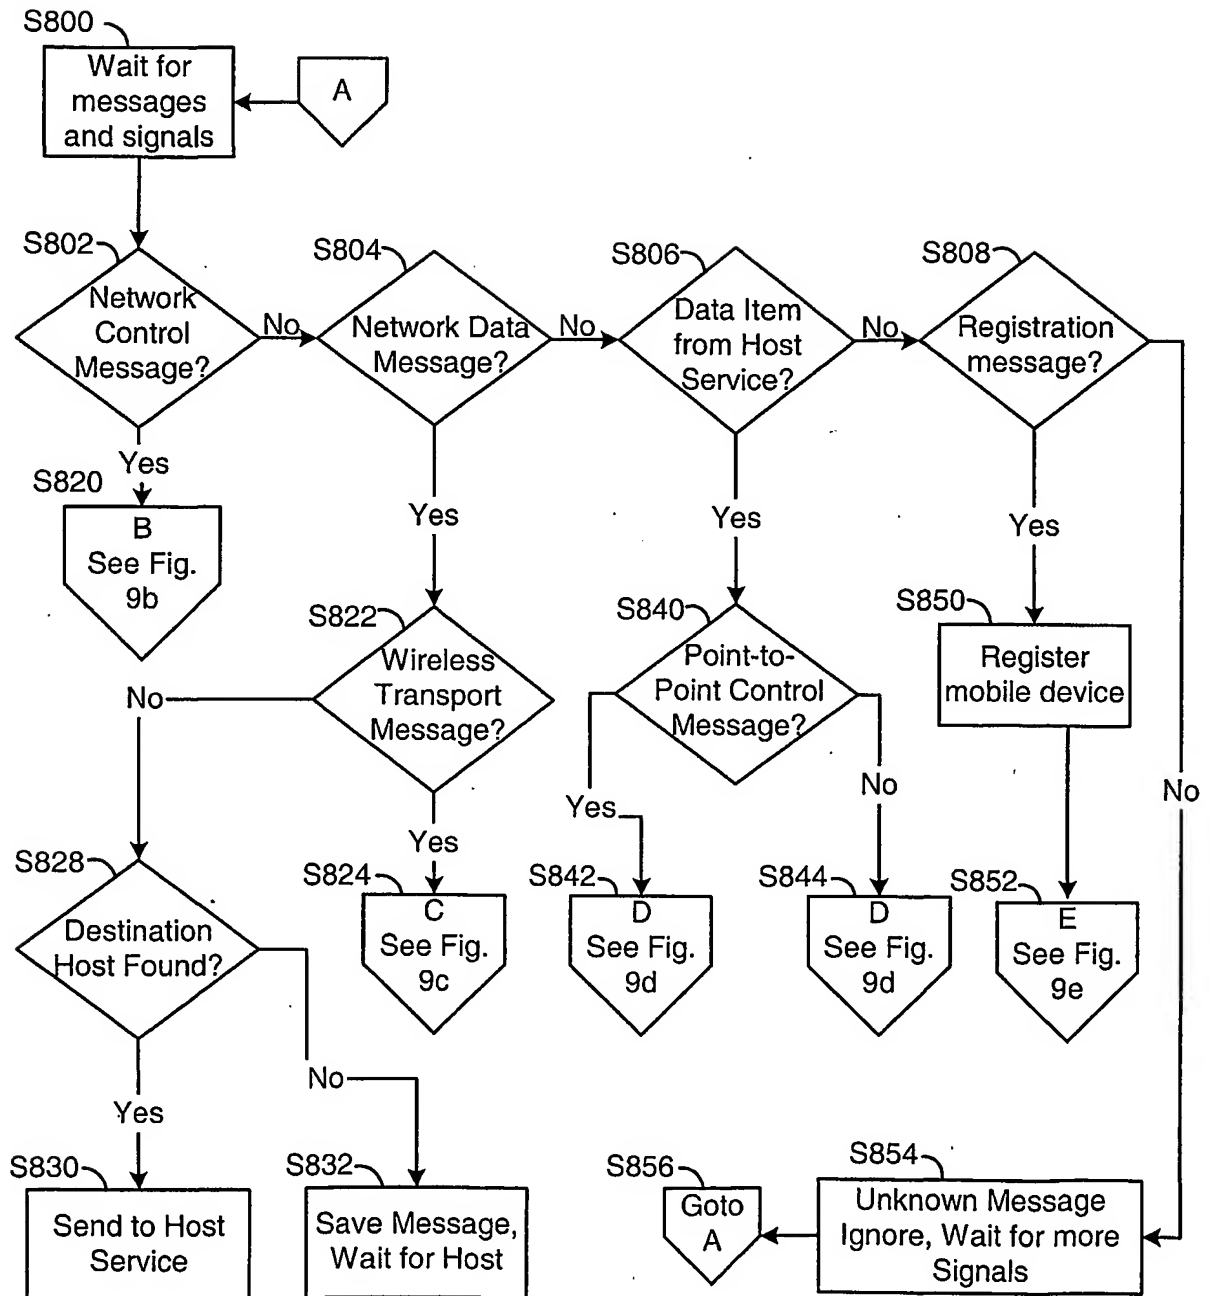 S800
Wait for
messages
and signals
A
S802
Network
Control
Message?
No
S804
Network Data
Message?
No
S806
Data Item
from Host
Service?
No
S808
Registration
message?
Yes
S820
B
See Fig.
9b
Yes
Yes
Yes
No
S822
Wireless
Transport
Message?
No
S840
Point-to-
Point Control
Message?
S850
Register
mobile device
Yes
Yes
No
S828
Destination
Host Found?
S824
C
See Fig.
9c
S842
D
See Fig.
9d
S844
D
See Fig.
9d
S852
E
See Fig.
9e
Yes
No
S830
Send to Host
Service
S832
Save Message,
Wait for Host
S856
Goto
A
S854
Unknown Message
Ignore, Wait for more
Signals